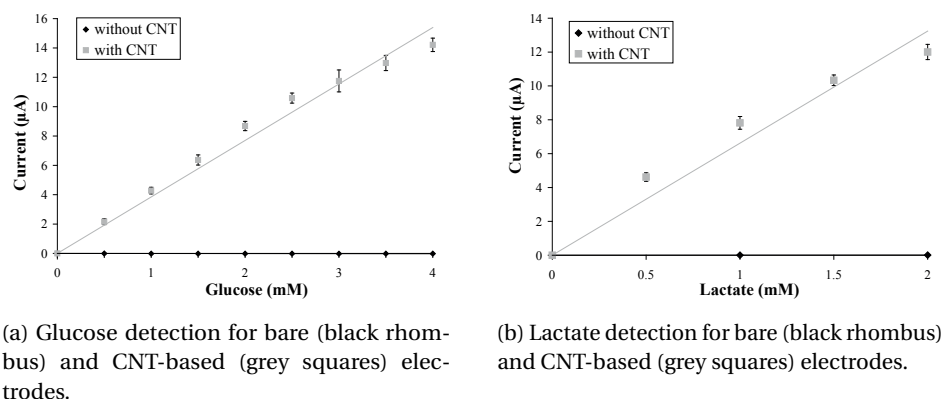 16
14
12
10
8
6
4
2
0
Current (µA)
without CNT
with CNT
0 1 2 3 4
Glucose (mM)
(a) Glucose detection for bare (black rhom-
bus) and CNT-based (grey squares) elec-
trodes.
14
12
10
8
6
4
2
0
Current (µA)
without CNT
with CNT
0 0.5 1 1.5 2
Lactate (mM)
(b) Lactate detection for bare (black rhombus)
and CNT-based (grey squares) electrodes.